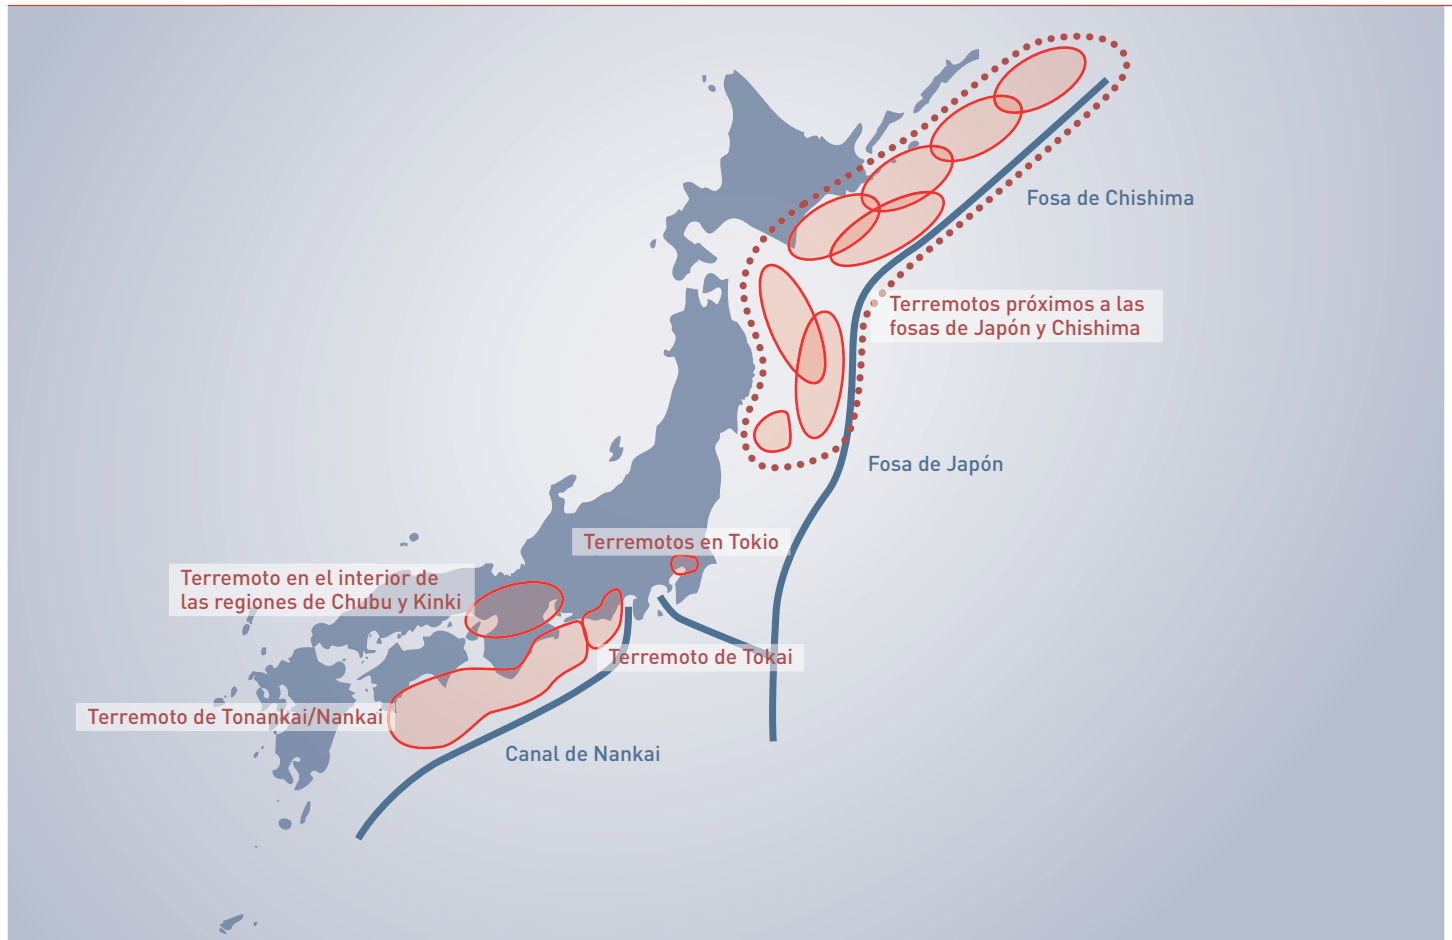 Fosa de Chishima
Terremotos próximos a las
fosas de Japón y Chishima
Fosa de Japón
Terremotos en Tokio
Terremoto en el interior de
las regiones de Chubu y Kinki
Terremoto de Tokai
Terremoto de Tonankai/Nankai
Canal de Nankai